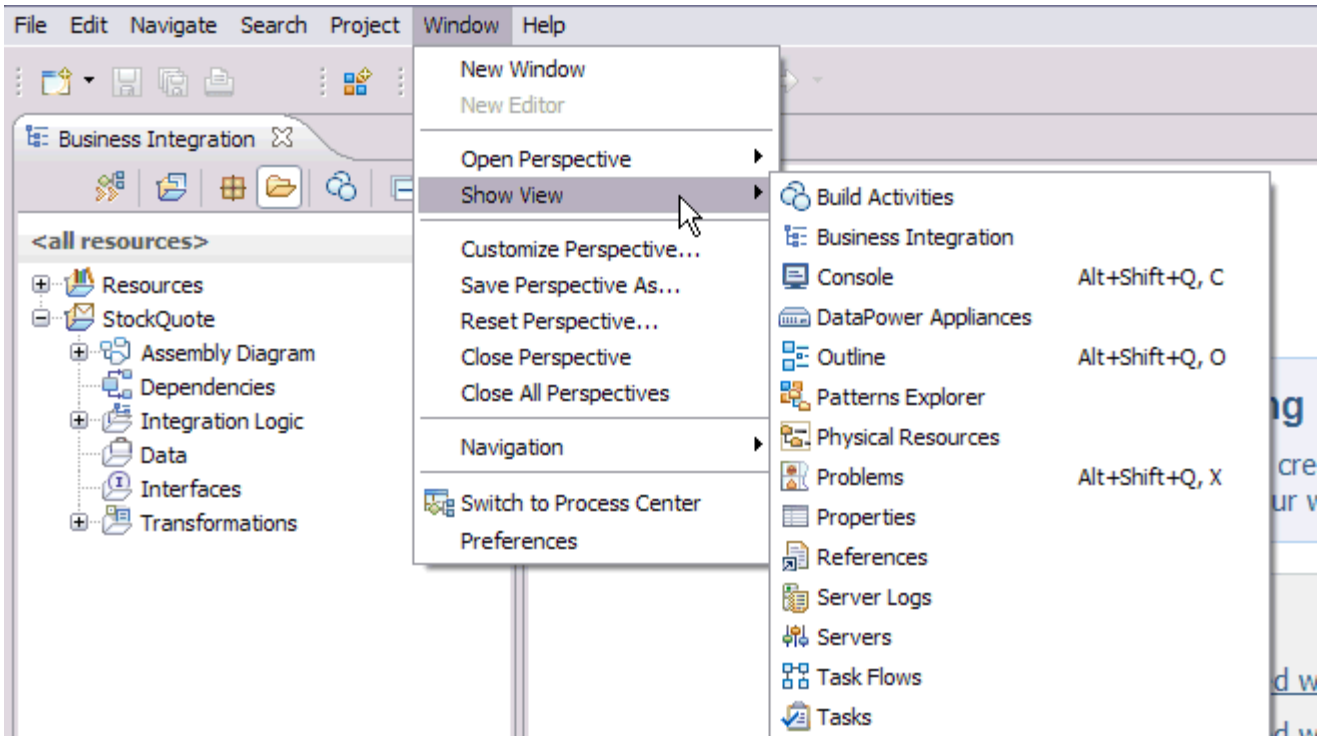 File Edit Navigate Search Project Window Help
Business Integration
<all resources>
Resources
StockQuote
Assembly Diagram
Dependencies
Integration Logic
Data
Interfaces
Transformations
New Window
New Editor
Open Perspective
Show View
Customize Perspective...
Save Perspective As...
Reset Perspective...
Close Perspective
Close All Perspectives
Navigation
Switch to Process Center
Preferences
Build Activities
Business Integration
Console Alt+Shift+Q, C
DataPower Appliances
Outline Alt+Shift+Q, O
Patterns Explorer
Physical Resources
Problems Alt+Shift+Q, X
Properties
References
Server Logs
Servers
Task Flows
Tasks